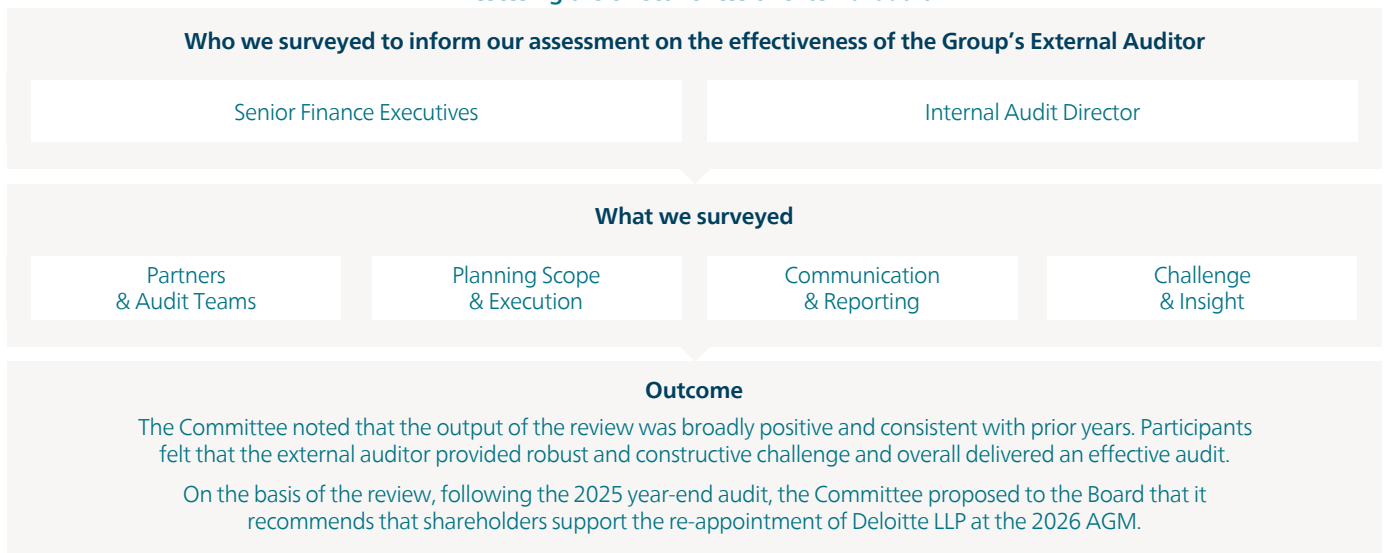 Who we surveyed to inform our assessment on the effectiveness of the Group’s External Auditor
Senior Finance Executives
Internal Audit Director
What we surveyed
Partners
& Audit Teams
Planning Scope
& Execution
Communication
& Reporting
Challenge
& Insight
Outcome
The Committee noted that the output of the review was broadly positive and consistent with prior years. Participants
felt that the external auditor provided robust and constructive challenge and overall delivered an effective audit.
On the basis of the review, following the 2025 year-end audit, the Committee proposed to the Board that it
recommends that shareholders support the re-appointment of Deloitte LLP at the 2026 AGM.